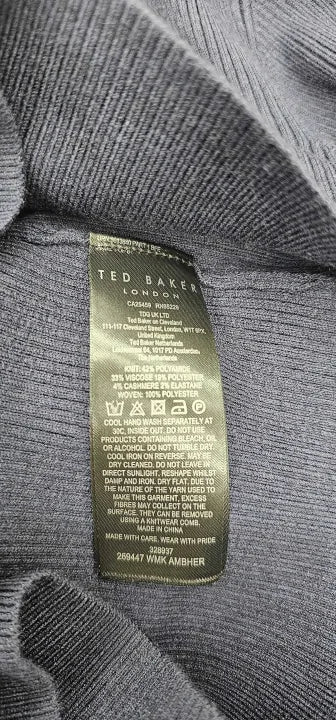 TED BAKER
LONDON
CA25459 RN95229
TDG UK LTD
Ted Baker on Cleveland
111-117 Cleveland Street, London, W1T 6PX,
United Kingdom
Ted Baker Netherlands
64, 1017 PD Amsterdam
The Netherlands
KNIT: 42% POLYAMIDE
33% VISCOSE 19% POLYESTER
4% CASHMERE 2% ELASTANE
WOVEN: 100% POLYESTER
COOL HAND WASH SEPARATELY AT
30C, INSIDE OUT. DO NOT USE
PRODUCTS CONTAINING BLEACH, OIL
OR ALCOHOL. DO NOT TUMBLE DRY.
COOL IRON ON REVERSE. MAY BE
DRY CLEANED. DO NOT LEAVE IN
DIRECT SUNLIGHT. RESHAPE WHILST
DAMP AND IRON. DRY FLAT. DUE TO
THE NATURE OF THE YARN USED TO
MAKE THIS GARMENT, EXCESS
FIBRES MAY COLLECT ON THE
SURFACE. THEY CAN BE REMOVED
USING A KNITWEAR COMB.
MADE IN CHINA
MADE WITH CARE. WEAR WITH PRIDE
328937
269447 WMK AMBHER